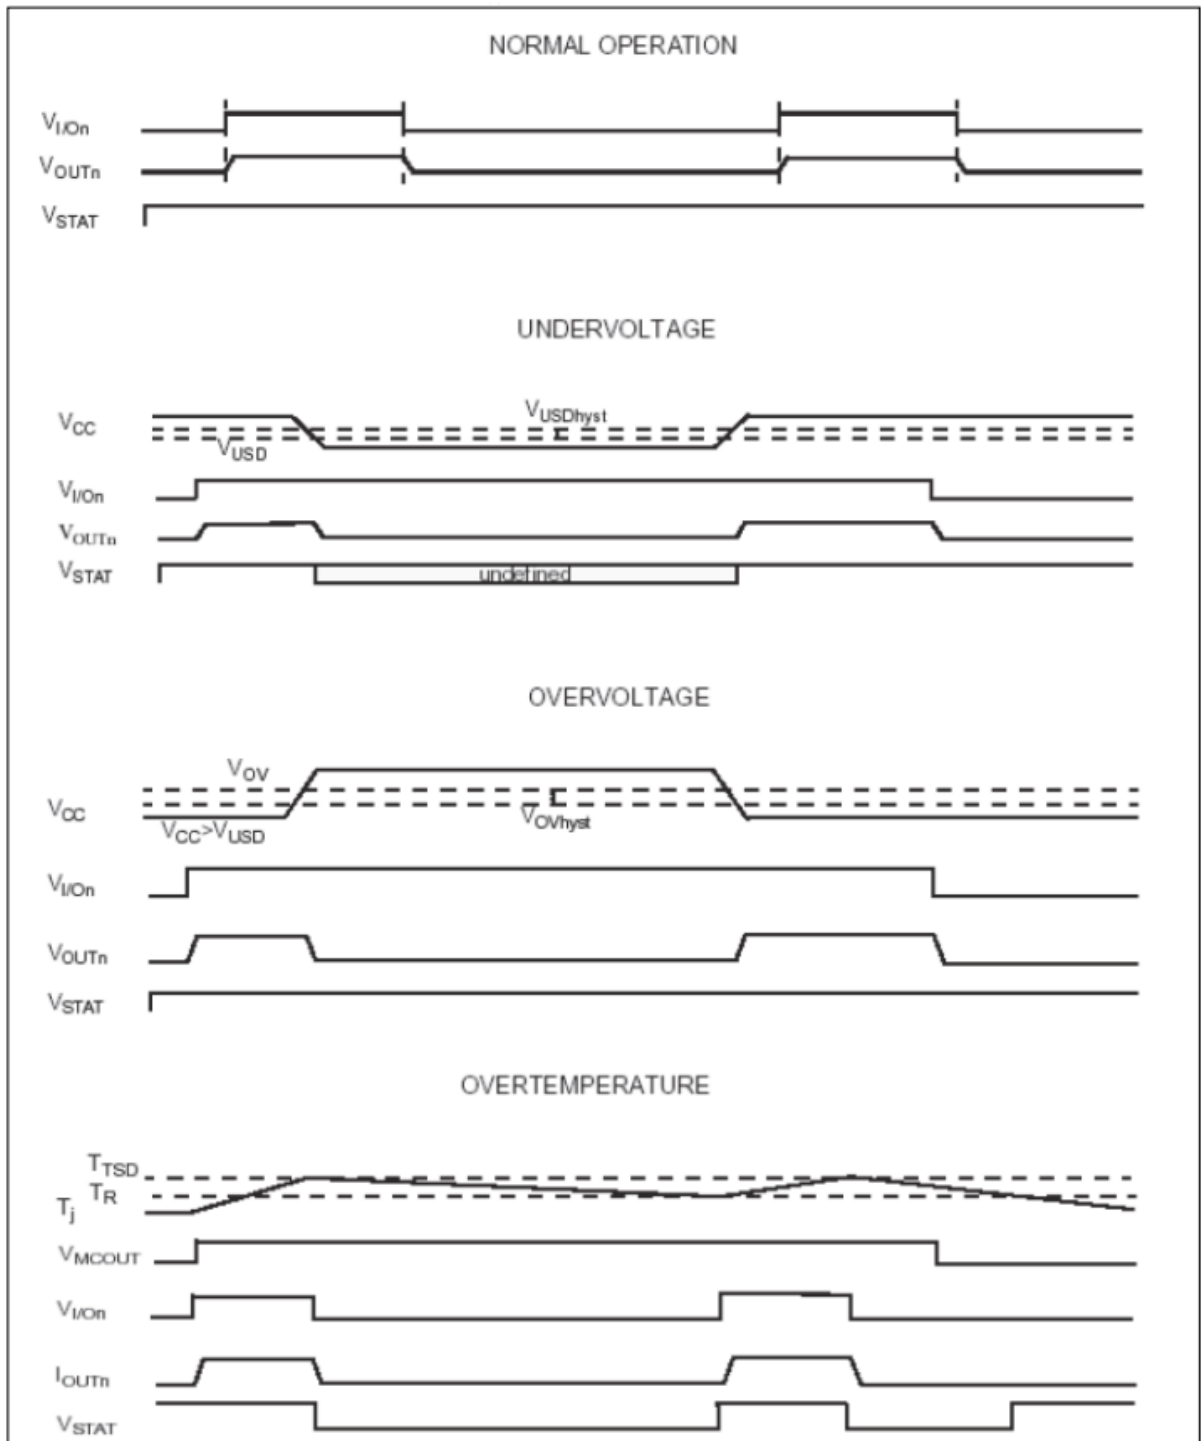 NORMAL OPERATION
VI/On
VOUTn
VSTAT
UNDERVOLTAGE
VCC
VUSDhyst
VUSD
VI/On
VOUTn
VSTAT
undefined
OVERVOLTAGE
VOV
VCC
VCC>VUSD
VOVhyst
VI/On
VOUTn
VSTAT
OVERTEMPERATURE
TTSD
TR
Tj
VMCOUT
VI/On
IOUTn
VSTAT